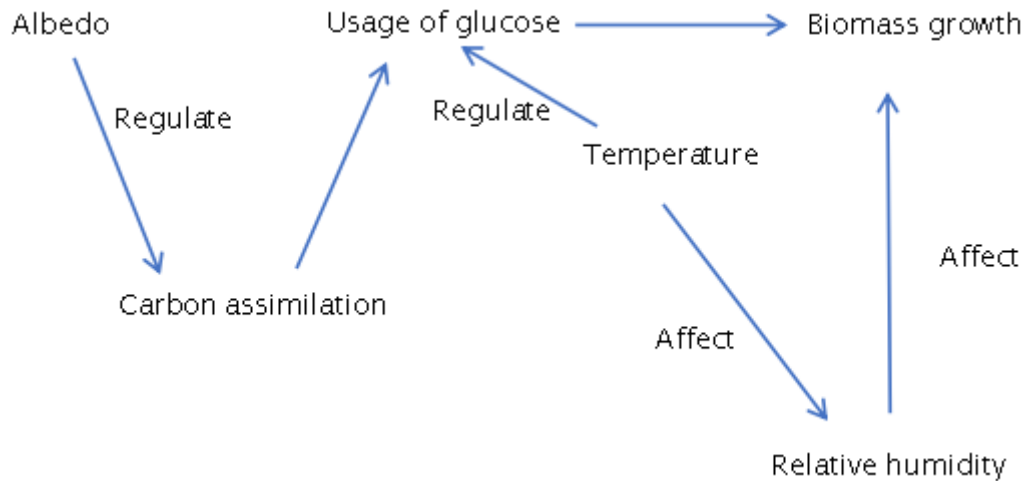 Albedo
Usage of glucose
Biomass growth
Regulate
Regulate
Temperature
Affect
Carbon assimilation
Affect
Relative humidity